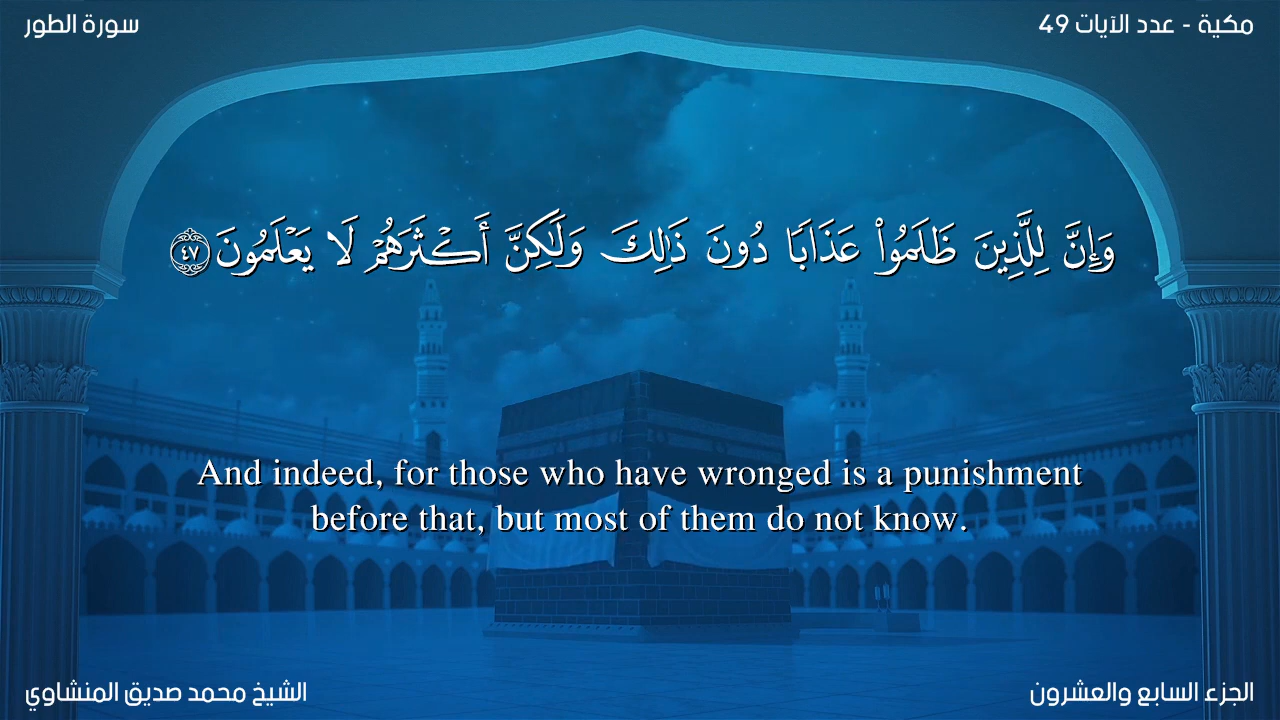 سورة الطور
مكية - عدد الآيات 49
وَإِنَّ لِلَّذِينَ ظَلَمُوا۟ عَذَابًا دُونَ ذَٰلِكَ وَلَٰكِنَّ أَكْثَرَهُمْ لَا يَعْلَمُونَ ٤٧
And indeed, for those who have wronged is a punishment
before that, but most of them do not know.
الشيخ محمد صديق المنشاوي
الجزء السابع والعشرون